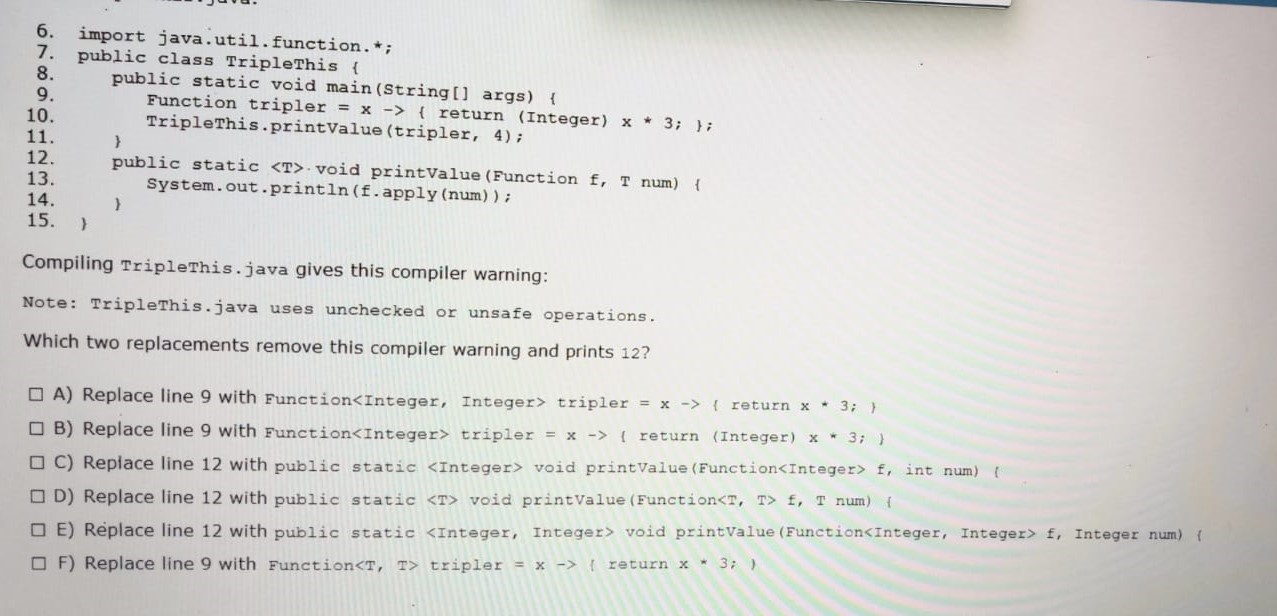 6. import java.util.function.*;
7. public class TripleThis {
8. public static void main(String[] args) {
9. Function tripler = x -> { return (Integer) x * 3; };
10. TripleThis.printValue(tripler, 4);
11. }
12. public static <T> void printValue(Function f, T num) {
13. System.out.println(f.apply(num));
14. }
15. }
Compiling TripleThis.java gives this compiler warning:
Note: TripleThis.java uses unchecked or unsafe operations.
Which two replacements remove this compiler warning and prints 12?
☐ A) Replace line 9 with Function<Integer, Integer> tripler = x -> { return x * 3; }
☐ B) Replace line 9 with Function<Integer> tripler = x -> { return (Integer) x * 3; }
☐ C) Replace line 12 with public static <Integer> void printValue(Function<Integer> f, int num) {
☐ D) Replace line 12 with public static <T> void printValue(Function<T, T> f, T num) {
☐ E) Replace line 12 with public static <Integer, Integer> void printValue(Function<Integer, Integer> f, Integer num) {
☐ F) Replace line 9 with Function<T, T> tripler = x -> { return x * 3; }